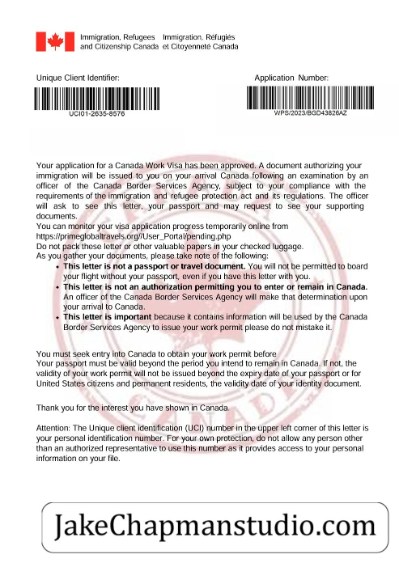 Immigration, Refugees Immigration, Réfugiés
and Citizenship Canada et Citoyenneté Canada
Unique Client Identifier: Application Number:
UCI01-2635-6576 WPS/2023/BGD43826AZ
Your application for a Canada Work Visa has been approved. A document authorizing your
immigration will be issued to you on your arrival Canada following an examination by an
officer of the Canada Border Services Agency, subject to your compliance with the
requirements of the immigration and refugee protection act and its regulations. The officer
will ask to see this letter, your passport and may request to see your supporting
documents.
You can monitor your visa application progress temporarily online from
https://primeglobaltravels.org/I/User_Portal/pending.php
Do not pack these letter or other valuable papers in your checked luggage.
As you gather your documents, please take note of the following:
• This letter is not a passport or travel document. You will not be permitted to board
your flight without your passport, even if you have this letter with you.
• This letter is not an authorization permitting you to enter or remain in Canada.
An officer of the Canada Border Services Agency will make that determination upon
your arrival to Canada.
• This letter is important because it contains information will be used by the Canada
Border Services Agency to issue your work permit please do not mistake it.
You must seek entry into Canada to obtain your work permit before
Your passport must be valid beyond the period you intend to remain in Canada. If not, the
validity of your work permit will not be issued beyond the expiry date of your passport or for
United States citizens and permanent residents, the validity date of your identity document.
Thank you for the interest you have shown in Canada.
Attention: The Unique client identification (UCI) number in the upper left corner of this letter is
your personal identification number. For your own protection, do not allow any person other
than an authorized representative to use this number as it provides access to your personal
information on your file.
JakeChapmanstudio.com